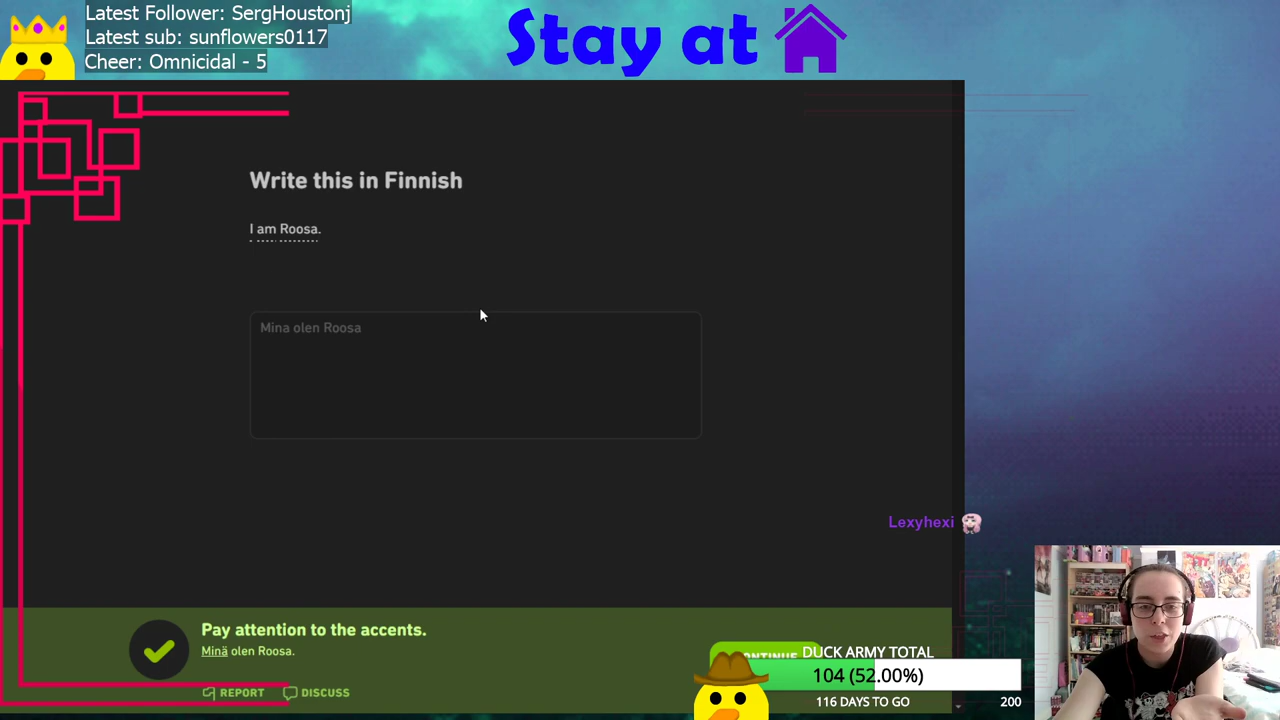 Latest Follower: SergHoustonj
Latest sub: sunflowers0117
Cheer: Omnicidal - 5
Stay at
Write this in Finnish
I am Roosa.
Mina olen Roosa
Lexyhexi
Pay attention to the accents.
Minä olen Roosa.
REPORT
DISCUSS
DUCK ARMY TOTAL
104 (52.00%)
116 DAYS TO GO
200